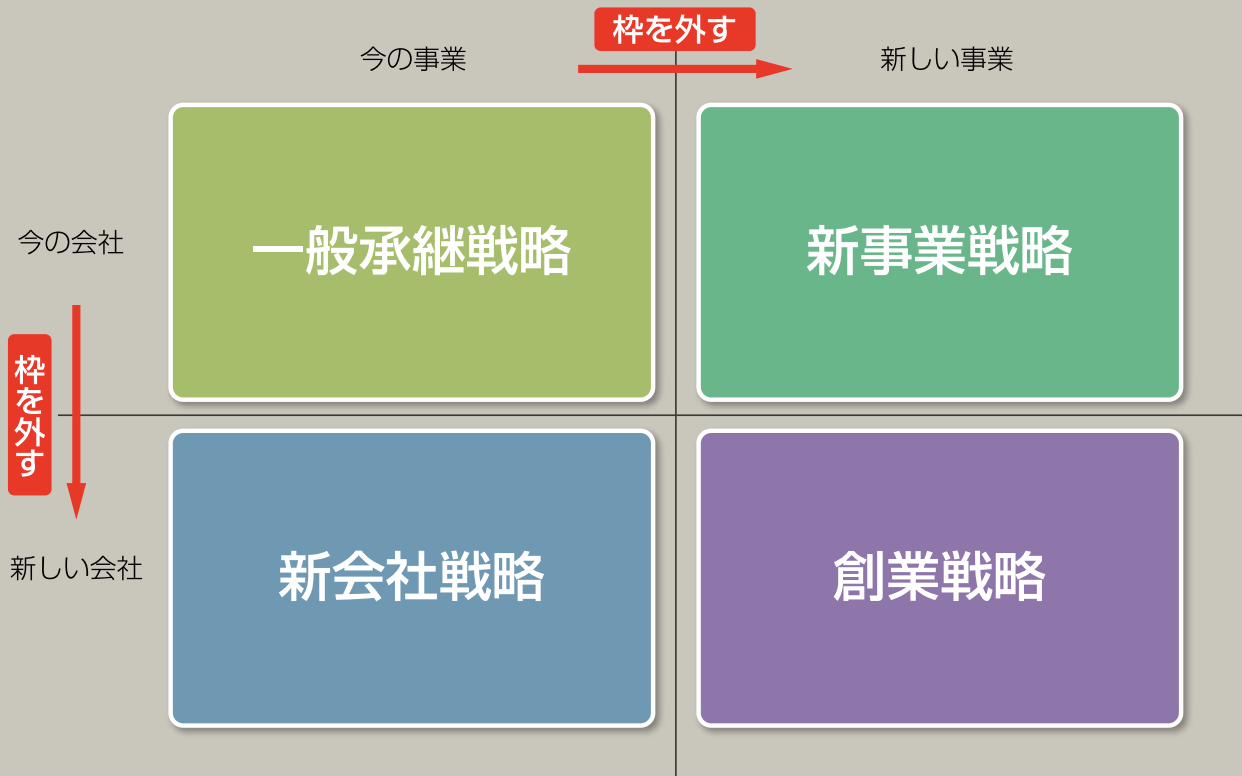 枠を外す
今の事業
新しい事業
今の会社
一般承継戦略
新事業戦略
枠を外す
新しい会社
新会社戦略
創業戦略